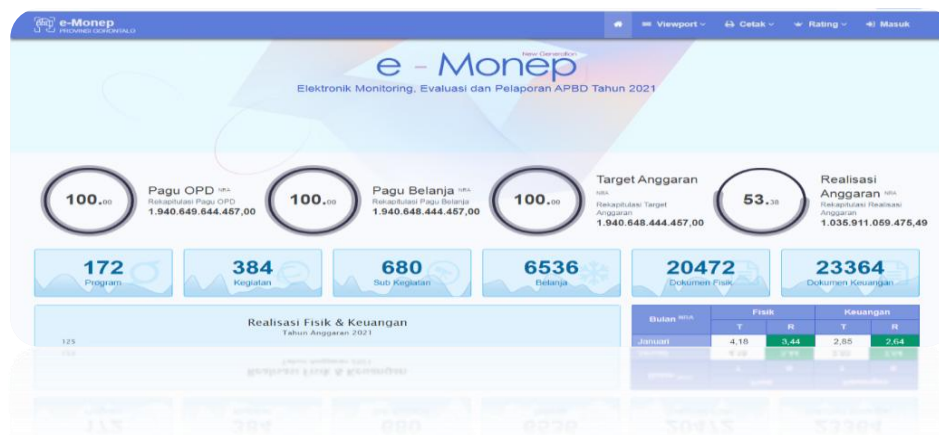 e-Monep
PROVINSI GORONTALO
Viewport
Cetak
Rating
Masuk
New Generation
e - Monep
Elektronik Monitoring, Evaluasi dan Pelaporan APBD Tahun 2021
100.00
Pagu OPD
Rekapitulasi Pagu OPD
1.940.649.644.457,00
100.00
Pagu Belanja
Rekapitulasi Pagu Belanja
1.940.648.444.457,00
100.00
Target Anggaran
Rekapitulasi Target
Anggaran
1.940.648.444.457,00
53.38
Realisasi
Anggaran
Rekapitulasi Realisasi
Anggaran
1.035.911.059.475,49
172
Program
384
Kegiatan
680
Sub Kegiatan
6536
Belanja
20472
Dokumen Fisik
23364
Dokumen Keuangan
Realisasi Fisik & Keuangan
Tahun Anggaran 2021
125
Bulan
Fisik
Keuangan
T
R
T
R
Januari
4,18
3,44
2,85
2,64